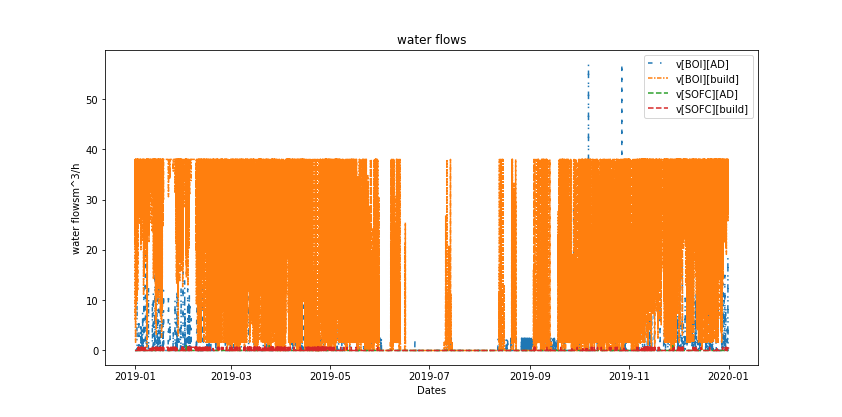 water flows
water flowsm^3/h
50
40
30
20
10
0
v[BOI][AD]
v[BOI][build]
v[SOFC][AD]
v[SOFC][build]
2019-01
2019-03
2019-05
2019-07
2019-09
2019-11
2020-01
Dates